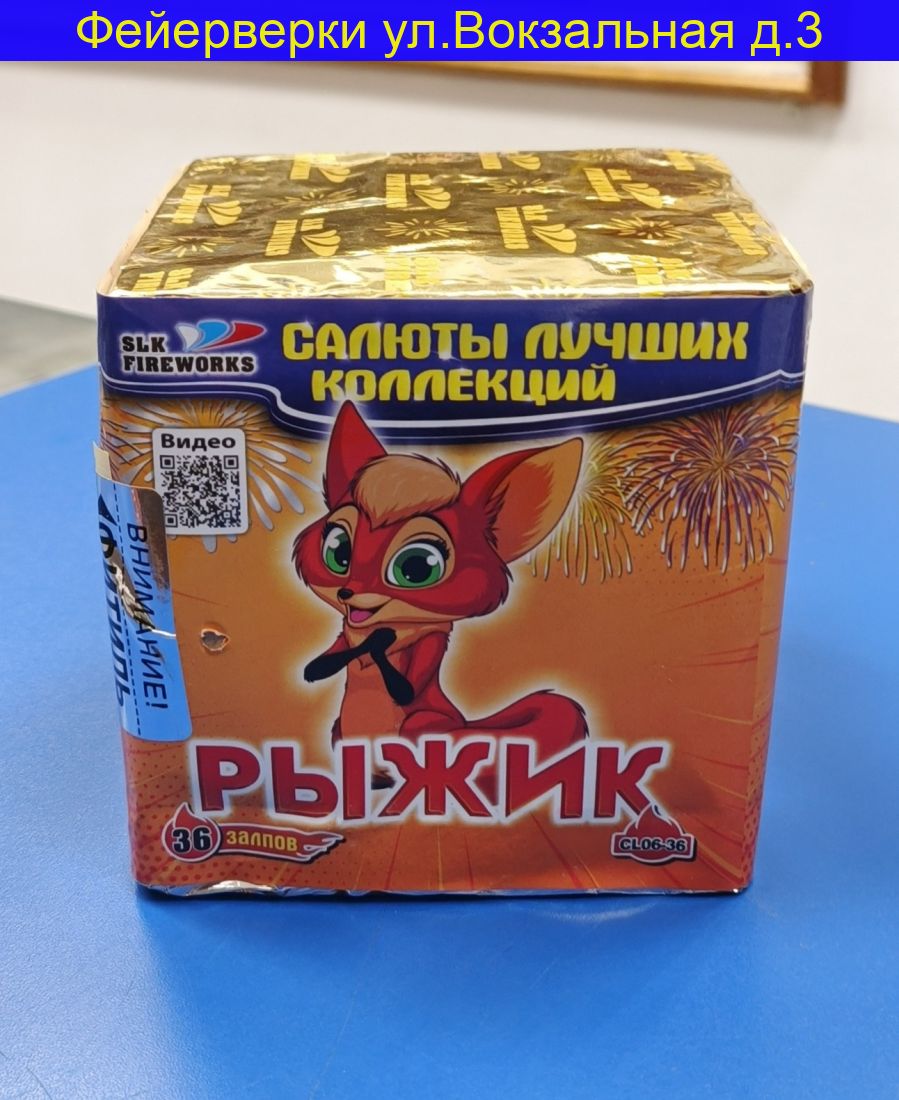 Фейерверки ул.Вокзальная д.3
SLK
FIREWORKS
САЛЮТЫ ЛУЧШИХ
КОЛЛЕКЦИЙ
Видео
ВНИМАНИЕ!
ФИТИЛЬ
РЫЖИК
36 ЗАЛПОВ
CL06-36